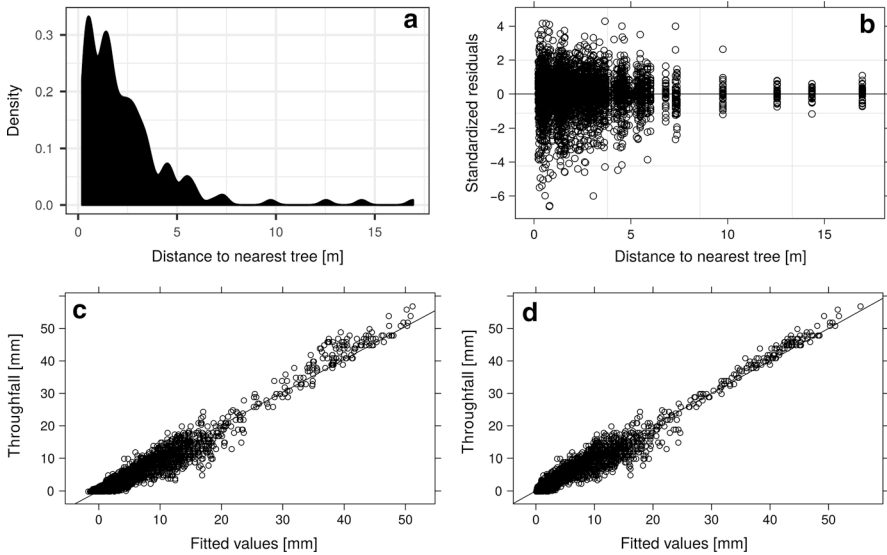 a
0.3
0.2
0.1
0.0
Density
0 5 10 15
Distance to nearest tree [m]
b
4
2
0
−2
−4
−6
Standardized residuals
0 5 10 15
Distance to nearest tree [m]
c
50
40
30
20
10
0
Throughfall [mm]
0 10 20 30 40 50
Fitted values [mm]
d
50
40
30
20
10
0
Throughfall [mm]
0 10 20 30 40 50
Fitted values [mm]